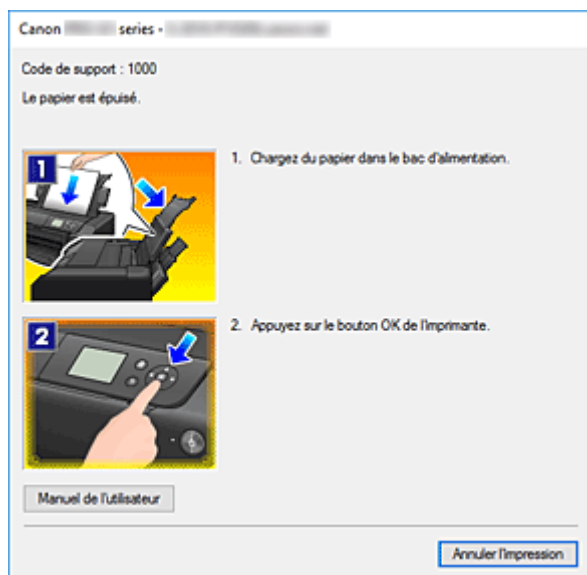 Canon series -
Code de support : 1000
Le papier est épuisé.
1
1. Chargez du papier dans le bac d'alimentation.
2
2. Appuyez sur le bouton OK de l'imprimante.
Manuel de l'utilisateur
Annuler l'impression